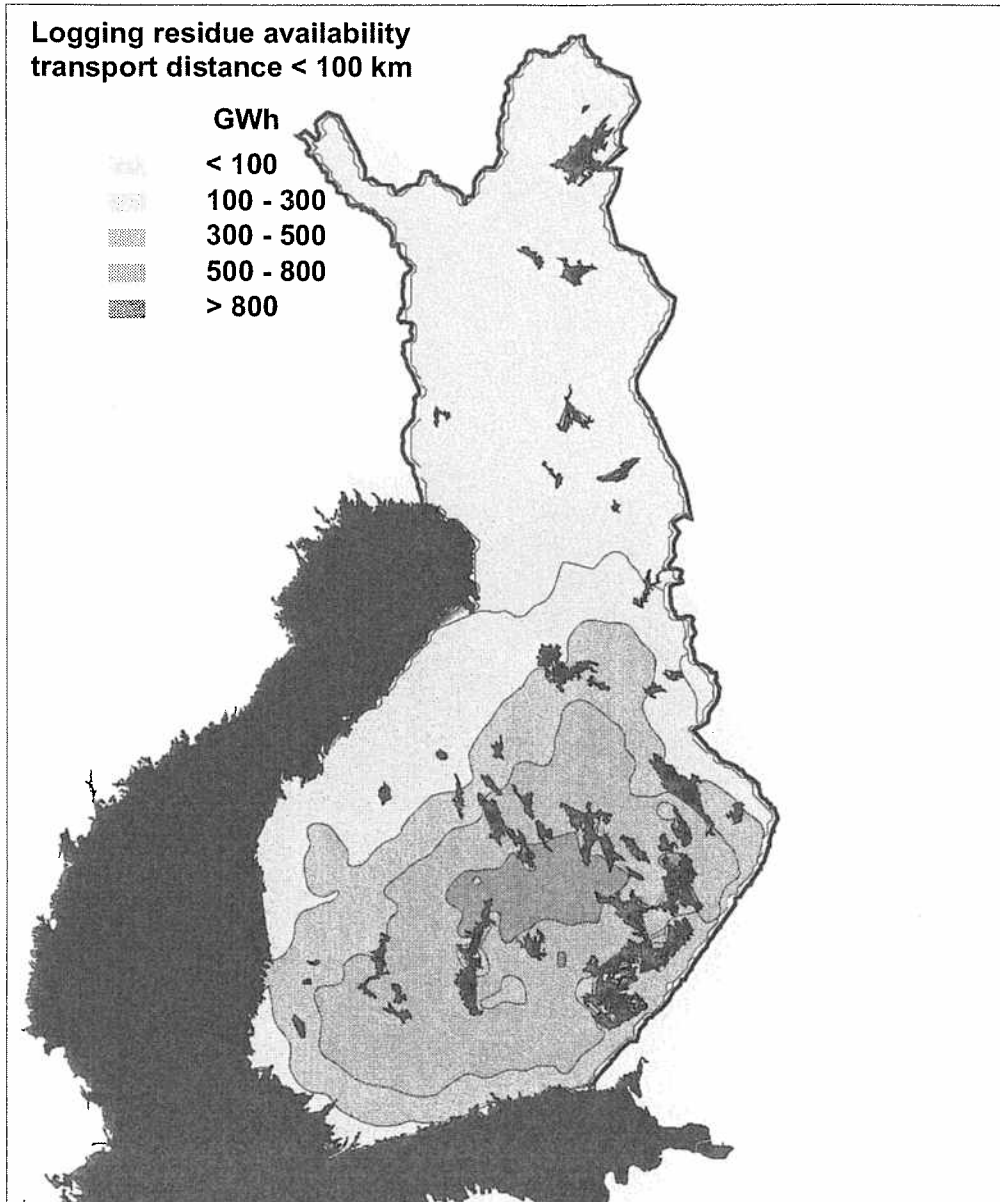 Logging residue availability
transport distance < 100 km
GWh
< 100
100 - 300
300 - 500
500 - 800
> 800